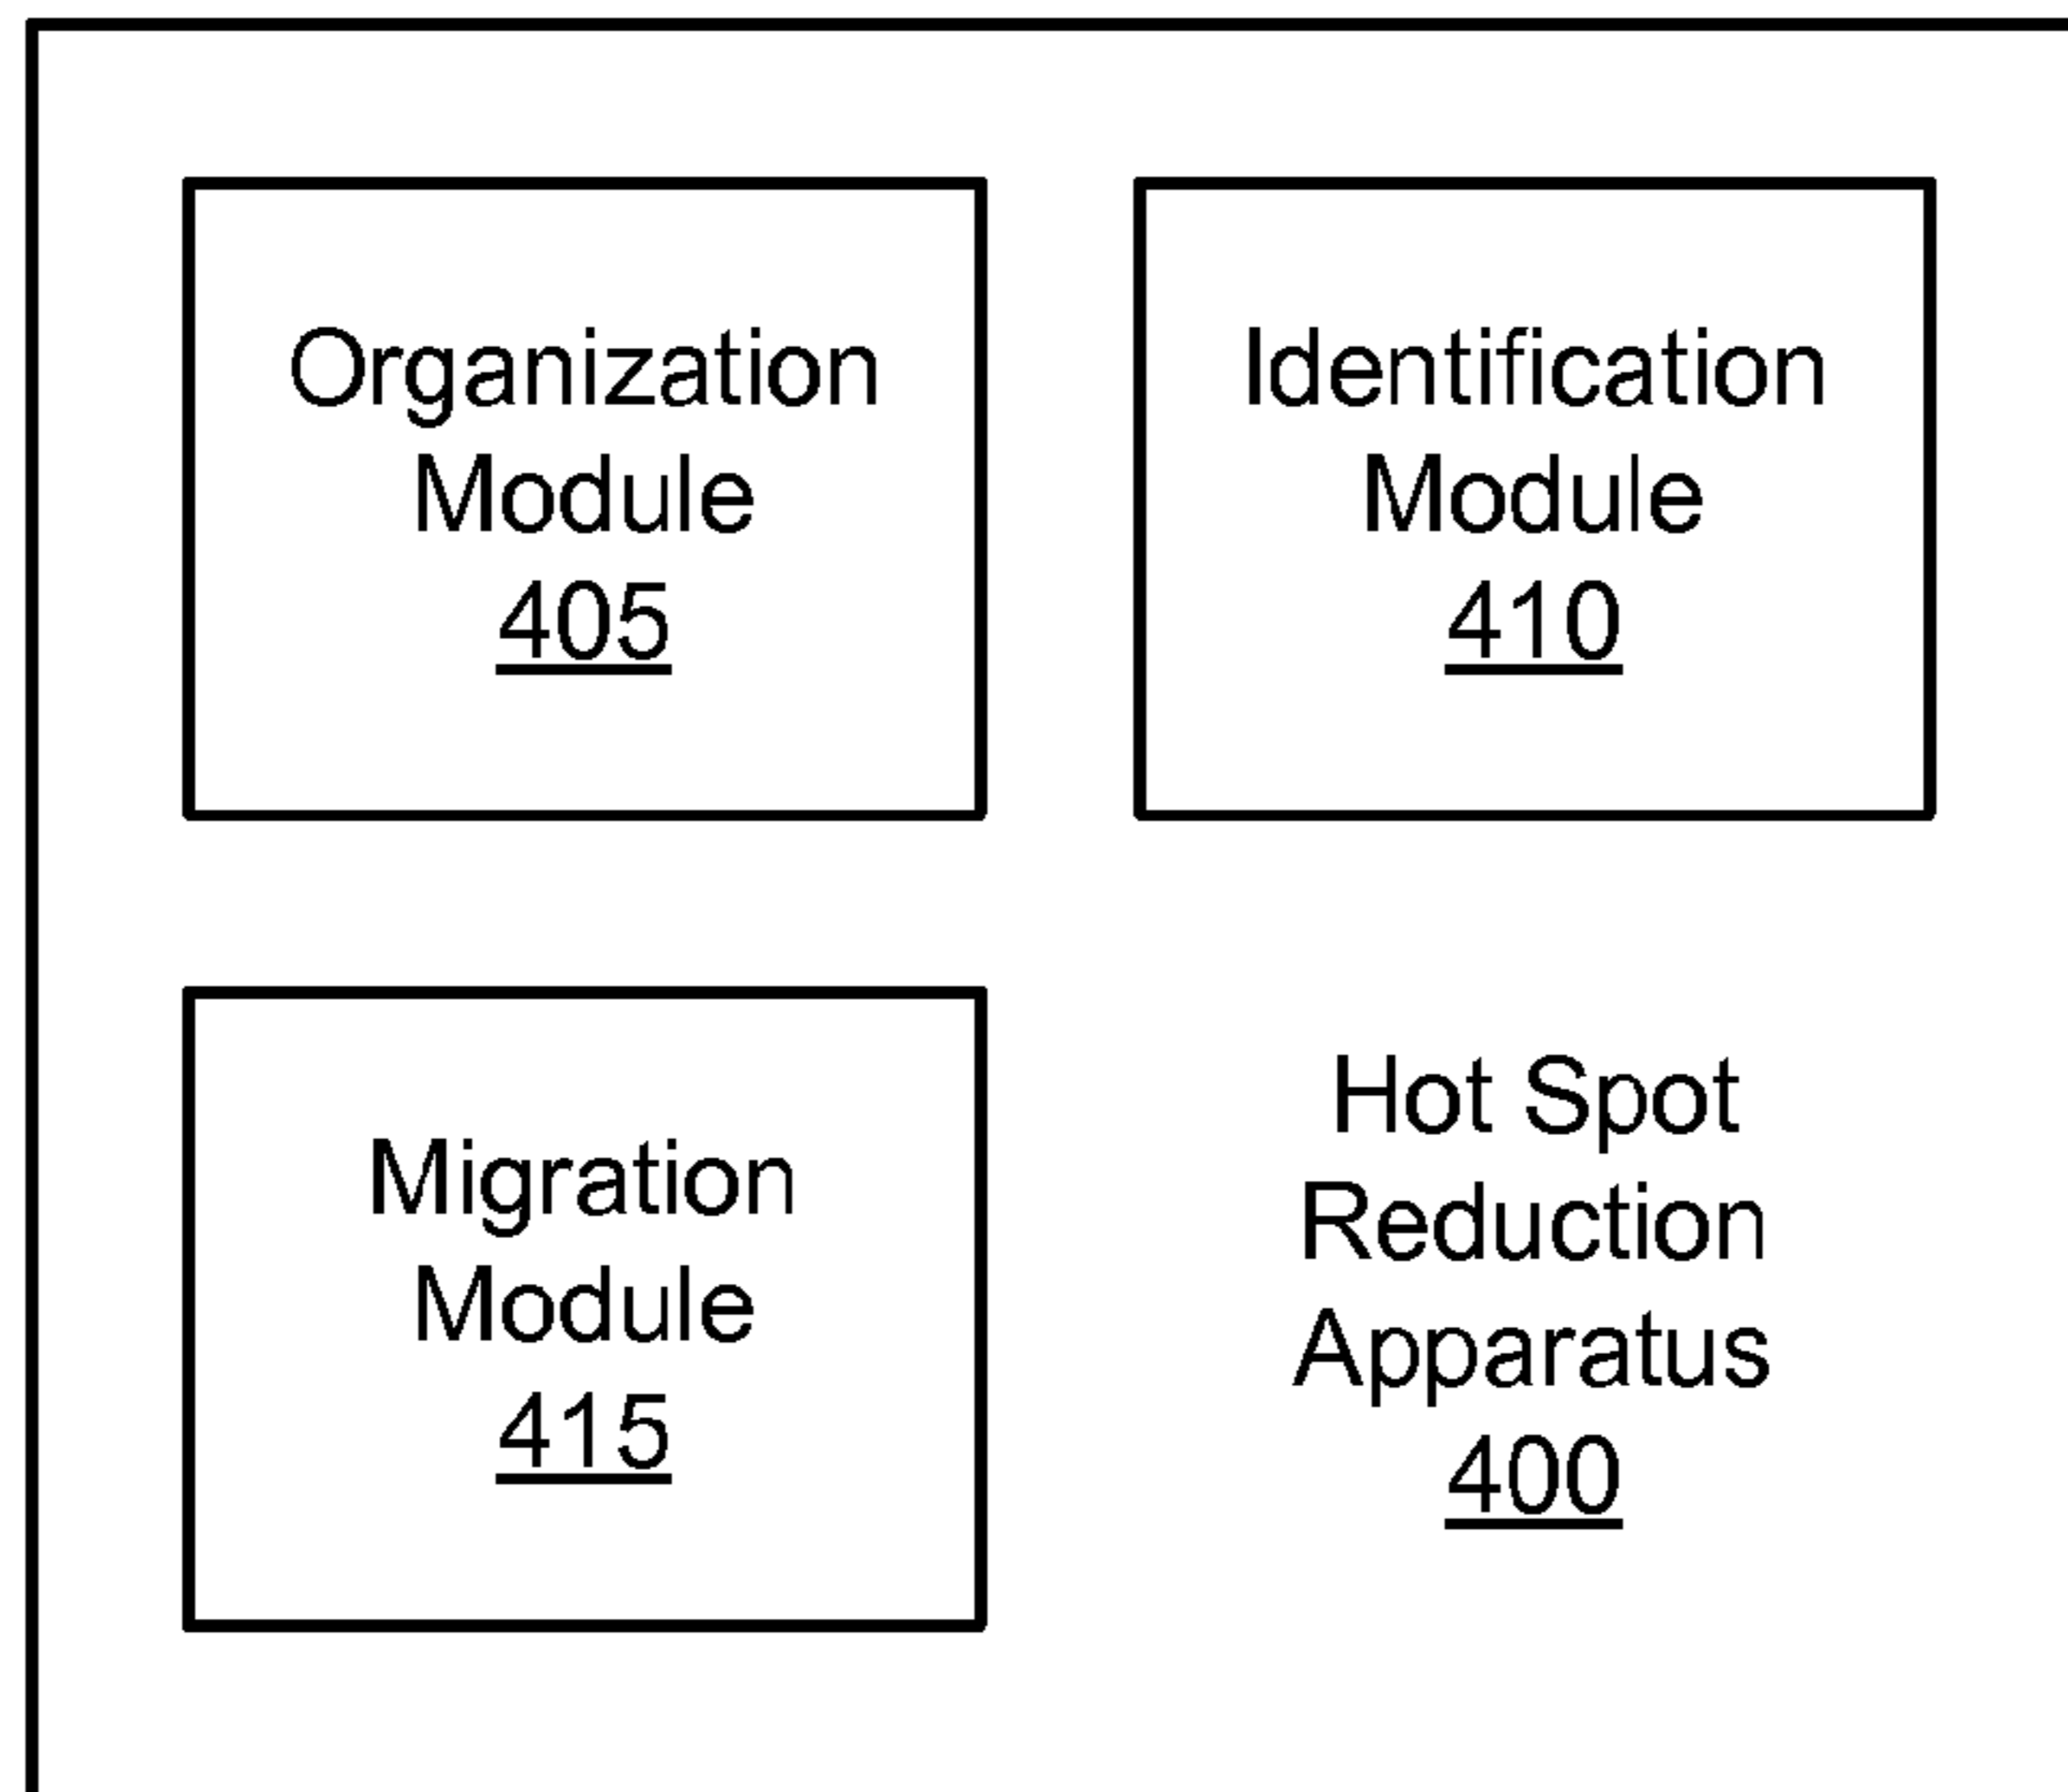 Organization
Module
405
Identification
Module
410
Migration
Module
415
Hot Spot
Reduction
Apparatus
400